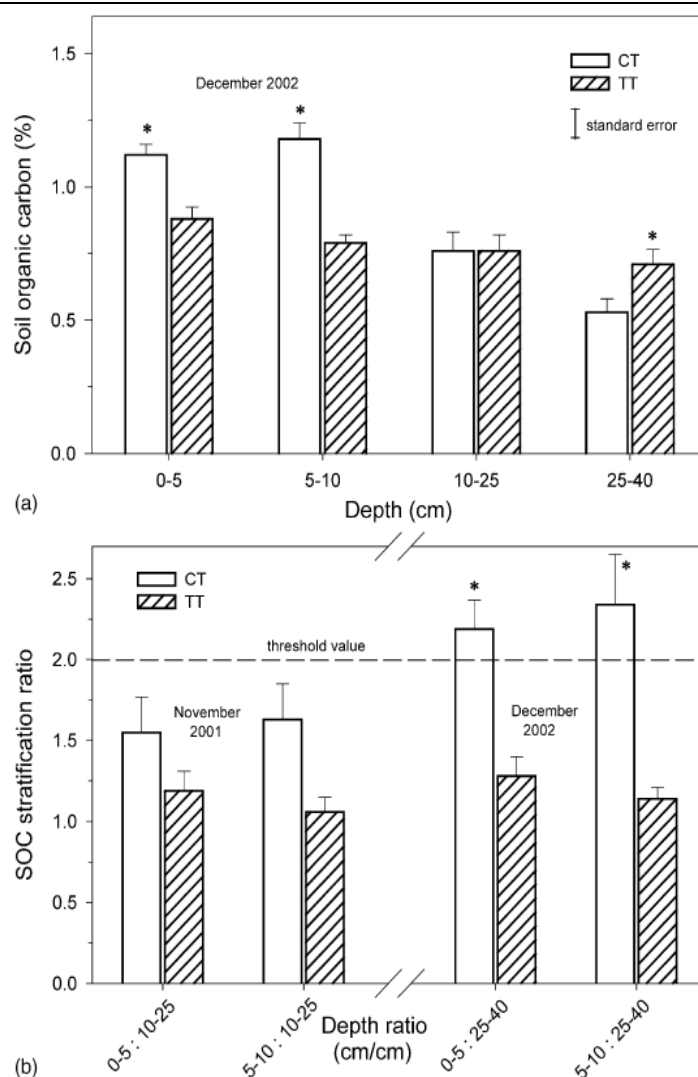 1.5
1.0
0.5
0.0
Soil organic carbon (%)
December 2002
CT
TT
standard error
*
*
*
0-5
5-10
10-25
25-40
Depth (cm)
(a)
2.5
2.0
1.5
1.0
0.5
0.0
SOC stratification ratio
CT
TT
threshold value
November
2001
December
2002
*
*
0-5 : 10-25
5-10 : 10-25
0-5 : 25-40
5-10 : 25-40
Depth ratio
(cm/cm)
(b)